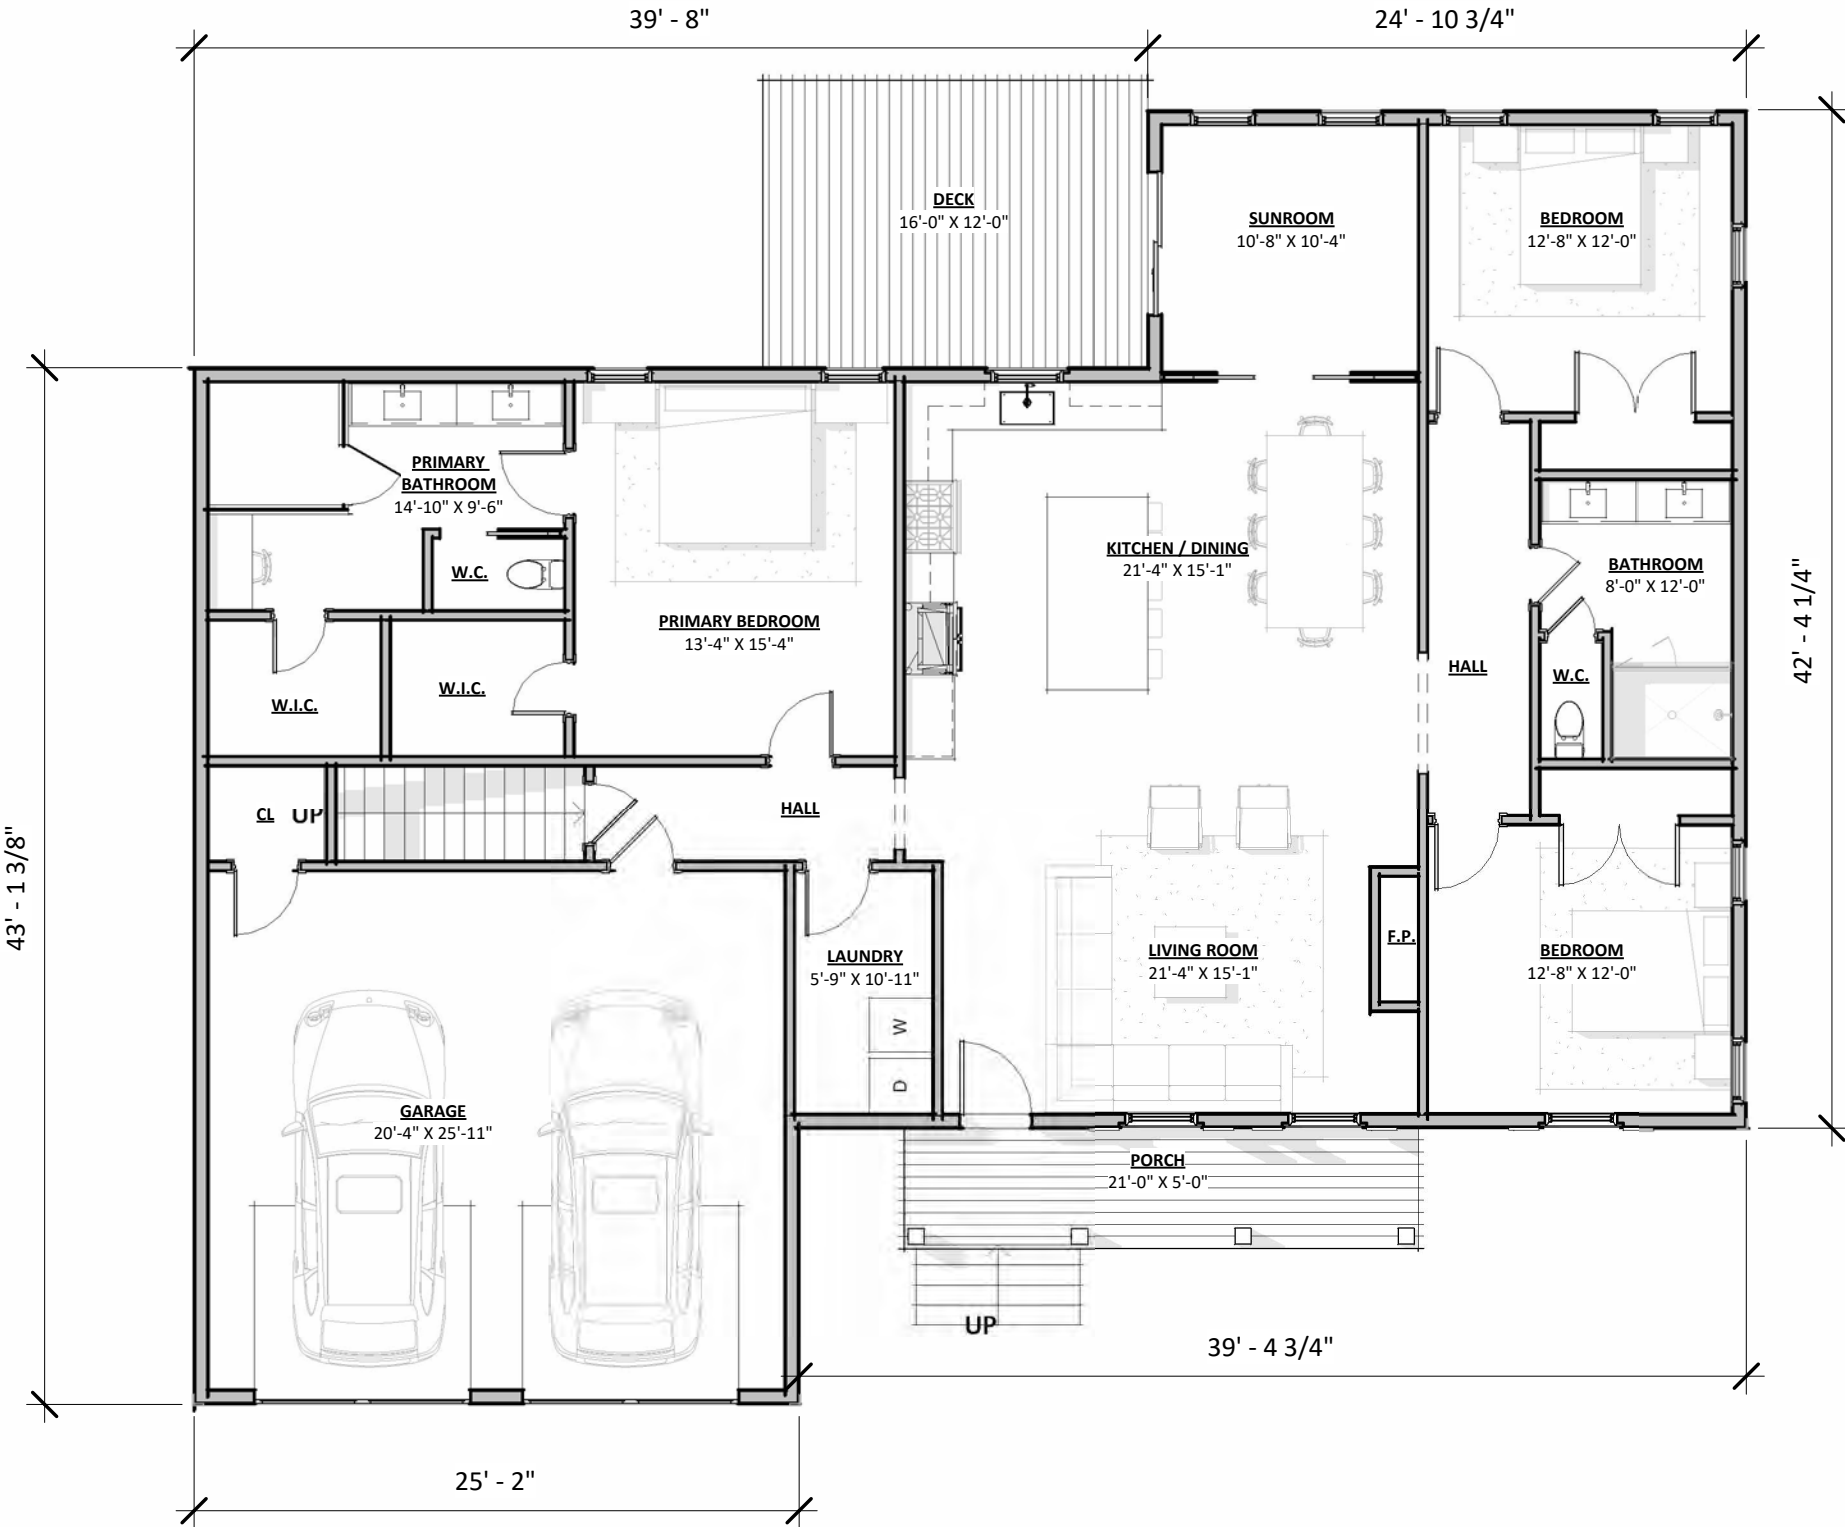 39' - 8"
24' - 10 3/4"
DECK
16'-0" X 12'-0"
SUNROOM
10'-8" X 10'-4"
BEDROOM
12'-8" X 12'-0"
PRIMARY
BATHROOM
14'-10" X 9'-6"
W.C.
KITCHEN / DINING
21'-4" X 15'-1"
BATHROOM
8'-0" X 12'-0"
PRIMARY BEDROOM
13'-4" X 15'-4"
42' - 4 1/4"
HALL
W.C.
W.I.C.
W.I.C.
CL
UP
HALL
43' - 1 3/8"
LAUNDRY
5'-9" X 10'-11"
LIVING ROOM
21'-4" X 15'-1"
F.P.
BEDROOM
12'-8" X 12'-0"
W
D
GARAGE
20'-4" X 25'-11"
PORCH
21'-0" X 5'-0"
UP
39' - 4 3/4"
25' - 2"